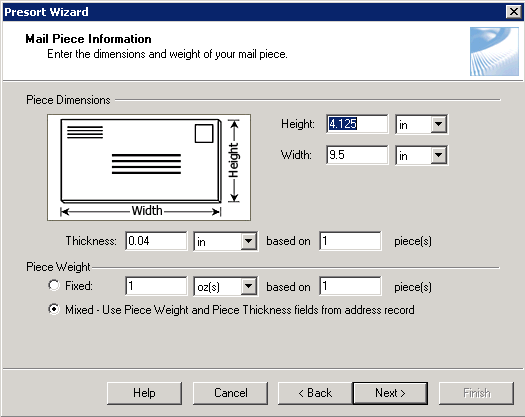 Presort Wizard
Mail Piece Information
Enter the dimensions and weight of your mail piece.
Piece Dimensions
Height: 4.125 in
Width: 9.5 in
Height
Width
Thickness: 0.04 in based on 1 piece(s)
Piece Weight
Fixed: 1 oz(s) based on 1 piece(s)
Mixed - Use Piece Weight and Piece Thickness fields from address record
Help Cancel < Back Next > Finish